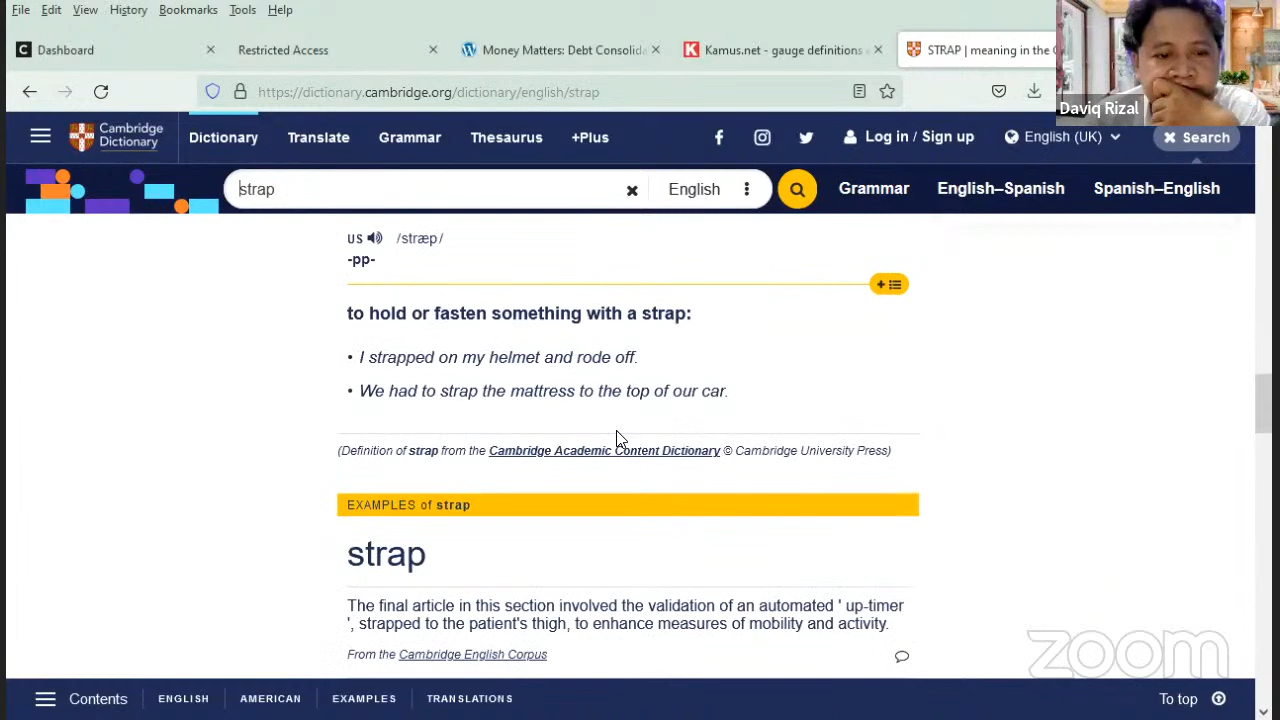 File Edit View History Bookmarks Tools Help
Dashboard
Restricted Access
Money Matters: Debt Consolida
Kamus.net - gauge definitions
STRAP | meaning in the
https://dictionary.cambridge.org/dictionary/english/strap
Daviq Rizal
Cambridge
Dictionary
Dictionary Translate Grammar Thesaurus +Plus
Log in / Sign up
English (UK)
Search
strap
English
Grammar English–Spanish Spanish–English
US /stræp/
-pp-
to hold or fasten something with a strap:
• I strapped on my helmet and rode off.
• We had to strap the mattress to the top of our car.
(Definition of strap from the Cambridge Academic Content Dictionary © Cambridge University Press)
EXAMPLES of strap
strap
The final article in this section involved the validation of an automated ' up-timer
', strapped to the patient's thigh, to enhance measures of mobility and activity.
From the Cambridge English Corpus
zoom
Contents ENGLISH AMERICAN EXAMPLES TRANSLATIONS To top